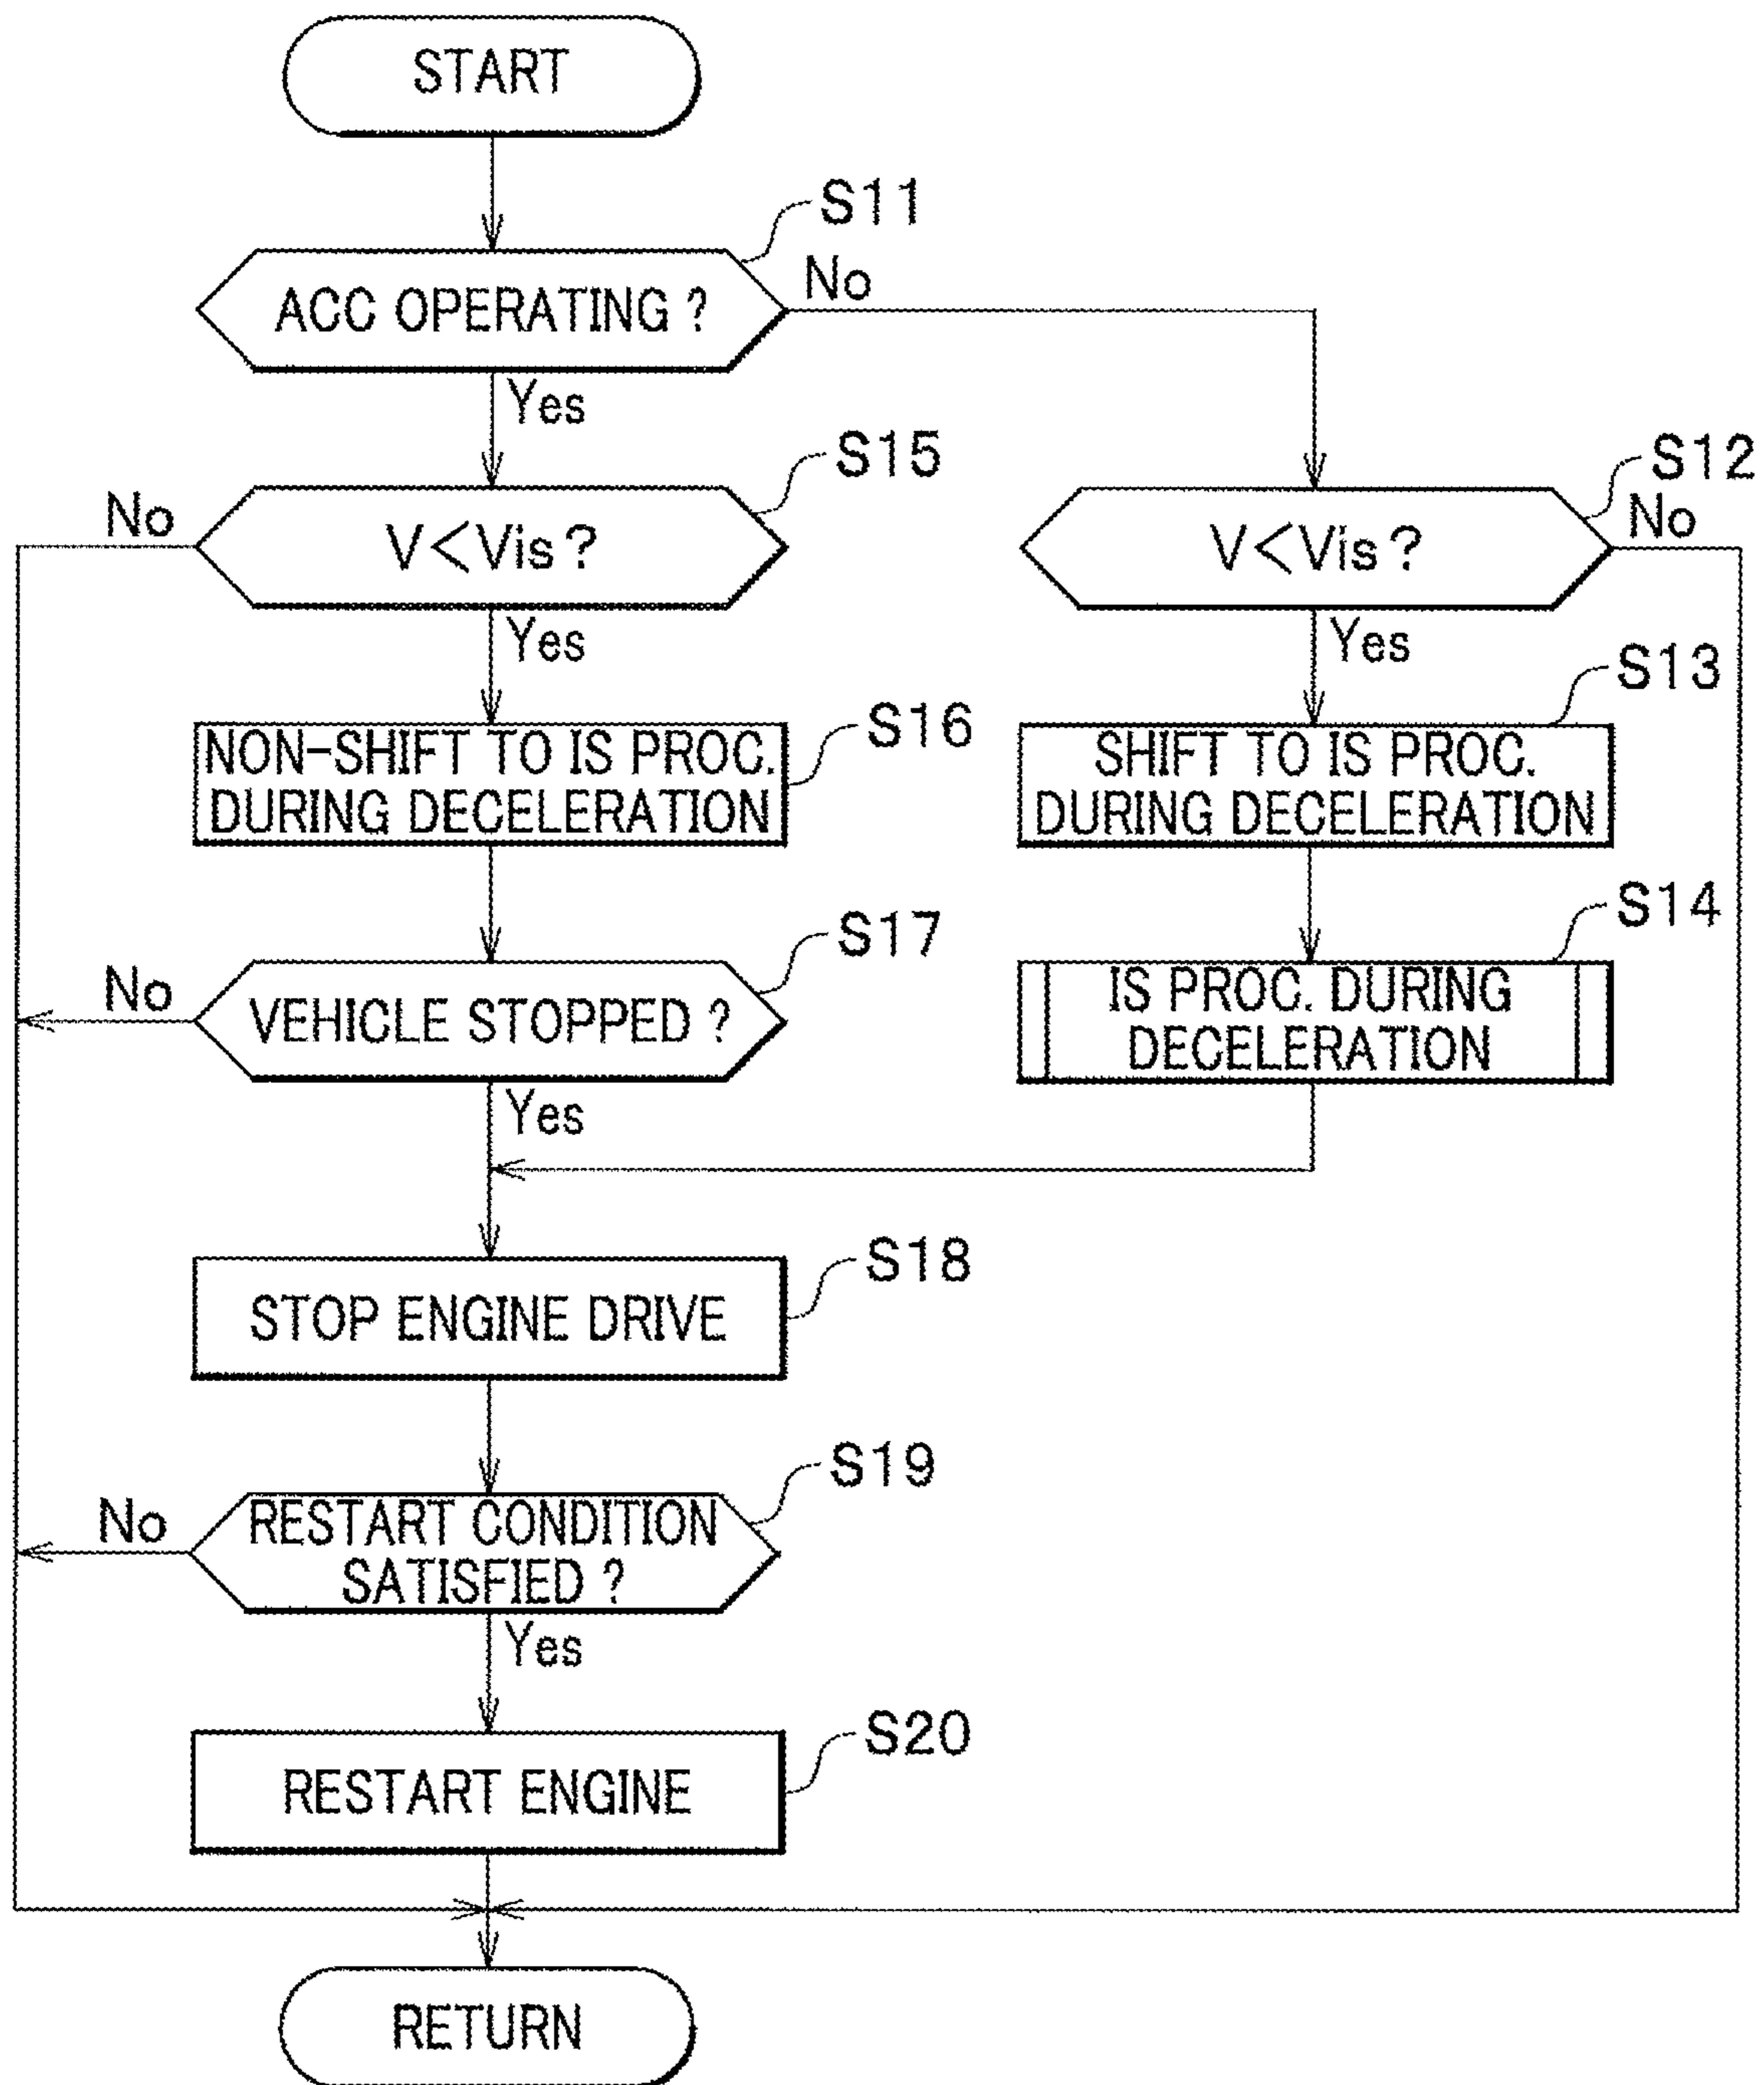 START
S11
ACC OPERATING ?
No
Yes
S15
No
V<Vis ?
Yes
S12
No
V<Vis ?
Yes
S16
NON-SHIFT TO IS PROC.
DURING DECELERATION
S13
SHIFT TO IS PROC.
DURING DECELERATION
S17
No
VEHICLE STOPPED ?
Yes
S14
IS PROC. DURING
DECELERATION
S18
STOP ENGINE DRIVE
S19
No
RESTART CONDITION
SATISFIED ?
Yes
S20
RESTART ENGINE
RETURN